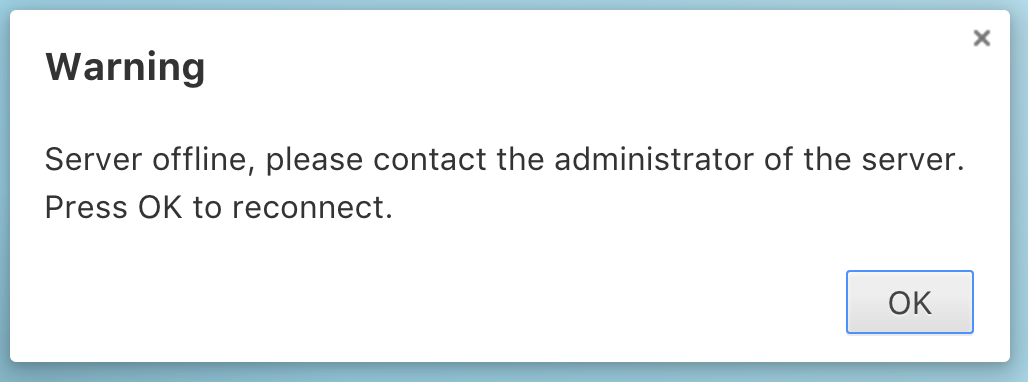 Warning
Server offline, please contact the administrator of the server.
Press OK to reconnect.
OK